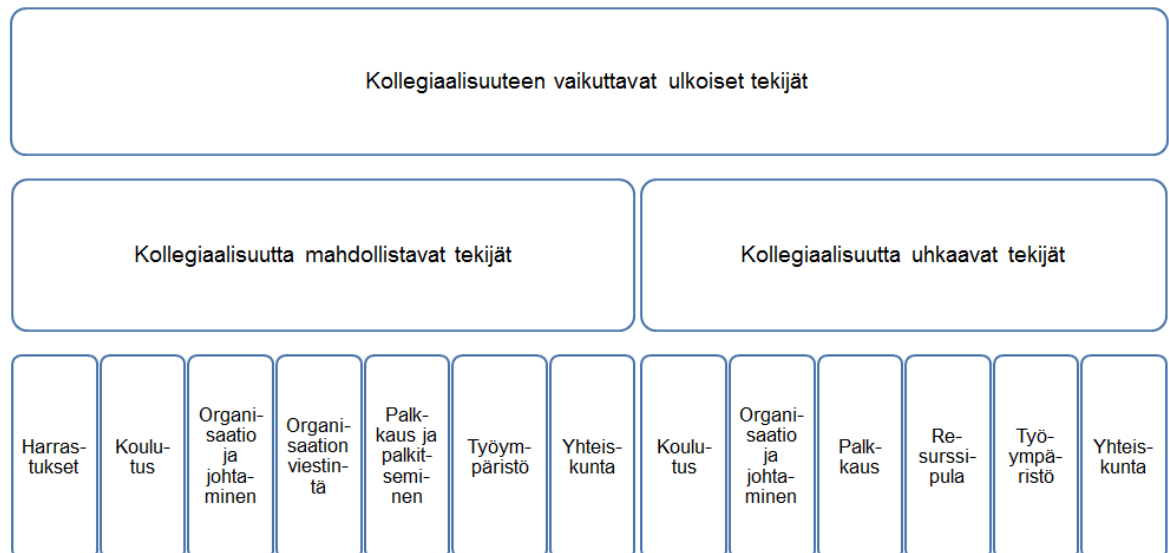 Kollegiaalisuuteen vaikuttavat ulkoiset tekijät
Kollegiaalisuutta mahdollistavat tekijät
Kollegiaalisuutta uhkaavat tekijät
Harras-
tukset
Koulu-
tus
Organi-
saatio
ja
johta-
minen
Organi-
saation
viestin-
tä
Palk-
kaus ja
palkit-
semi-
nen
Työym-
päristö
Yhteis-
kunta
Koulu-
tus
Organi-
saatio
ja
johta-
minen
Palk-
kaus
Re-
surssi-
pula
Työ-
ympä-
ristö
Yhteis-
kunta